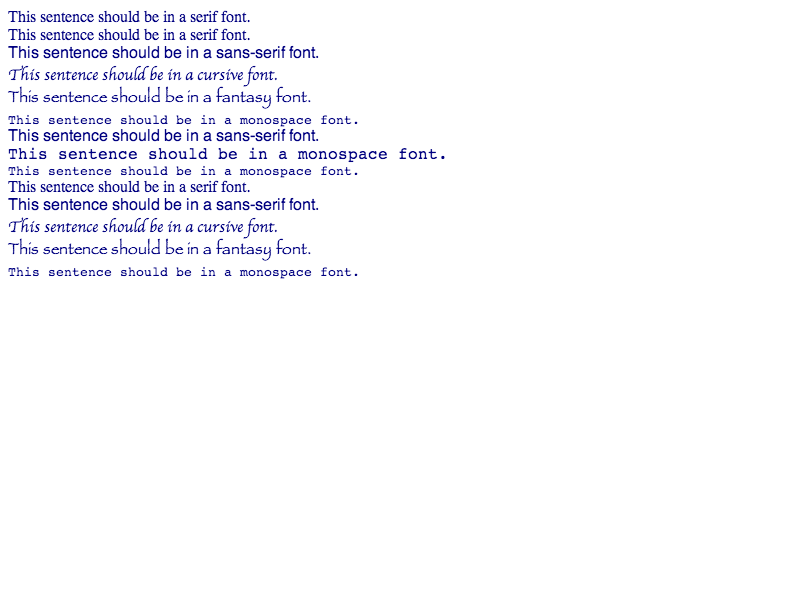 This sentence should be in a serif font.
This sentence should be in a serif font.
This sentence should be in a sans-serif font.
This sentence should be in a cursive font.
This sentence should be in a fantasy font.
This sentence should be in a monospace font.
This sentence should be in a sans-serif font.
This sentence should be in a monospace font.
This sentence should be in a monospace font.
This sentence should be in a serif font.
This sentence should be in a sans-serif font.
This sentence should be in a cursive font.
This sentence should be in a fantasy font.
This sentence should be in a monospace font.